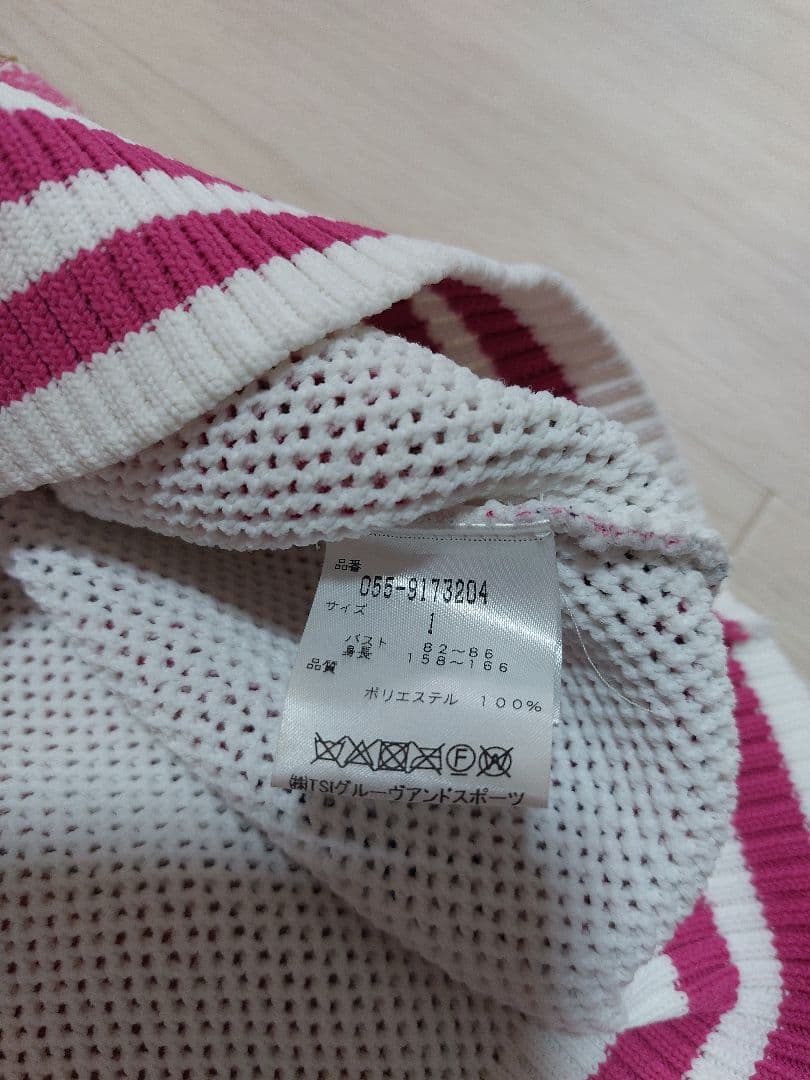 品番
055-9173204
サイズ
1
バスト 82〜86
身長 158〜166
品質
ポリエステル 100%
Ⓕ Ⓦ
㈱TSIグルーヴアンドスポーツ